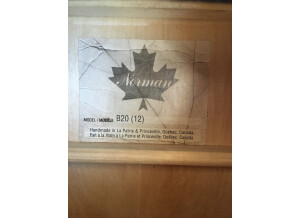 Norman
MODEL / MODÈLE B20 (12)
Handmade in La Patrie & Princeville, Quebec, Canada
Fait à la main à La Patrie et Princeville, Québec, Canada